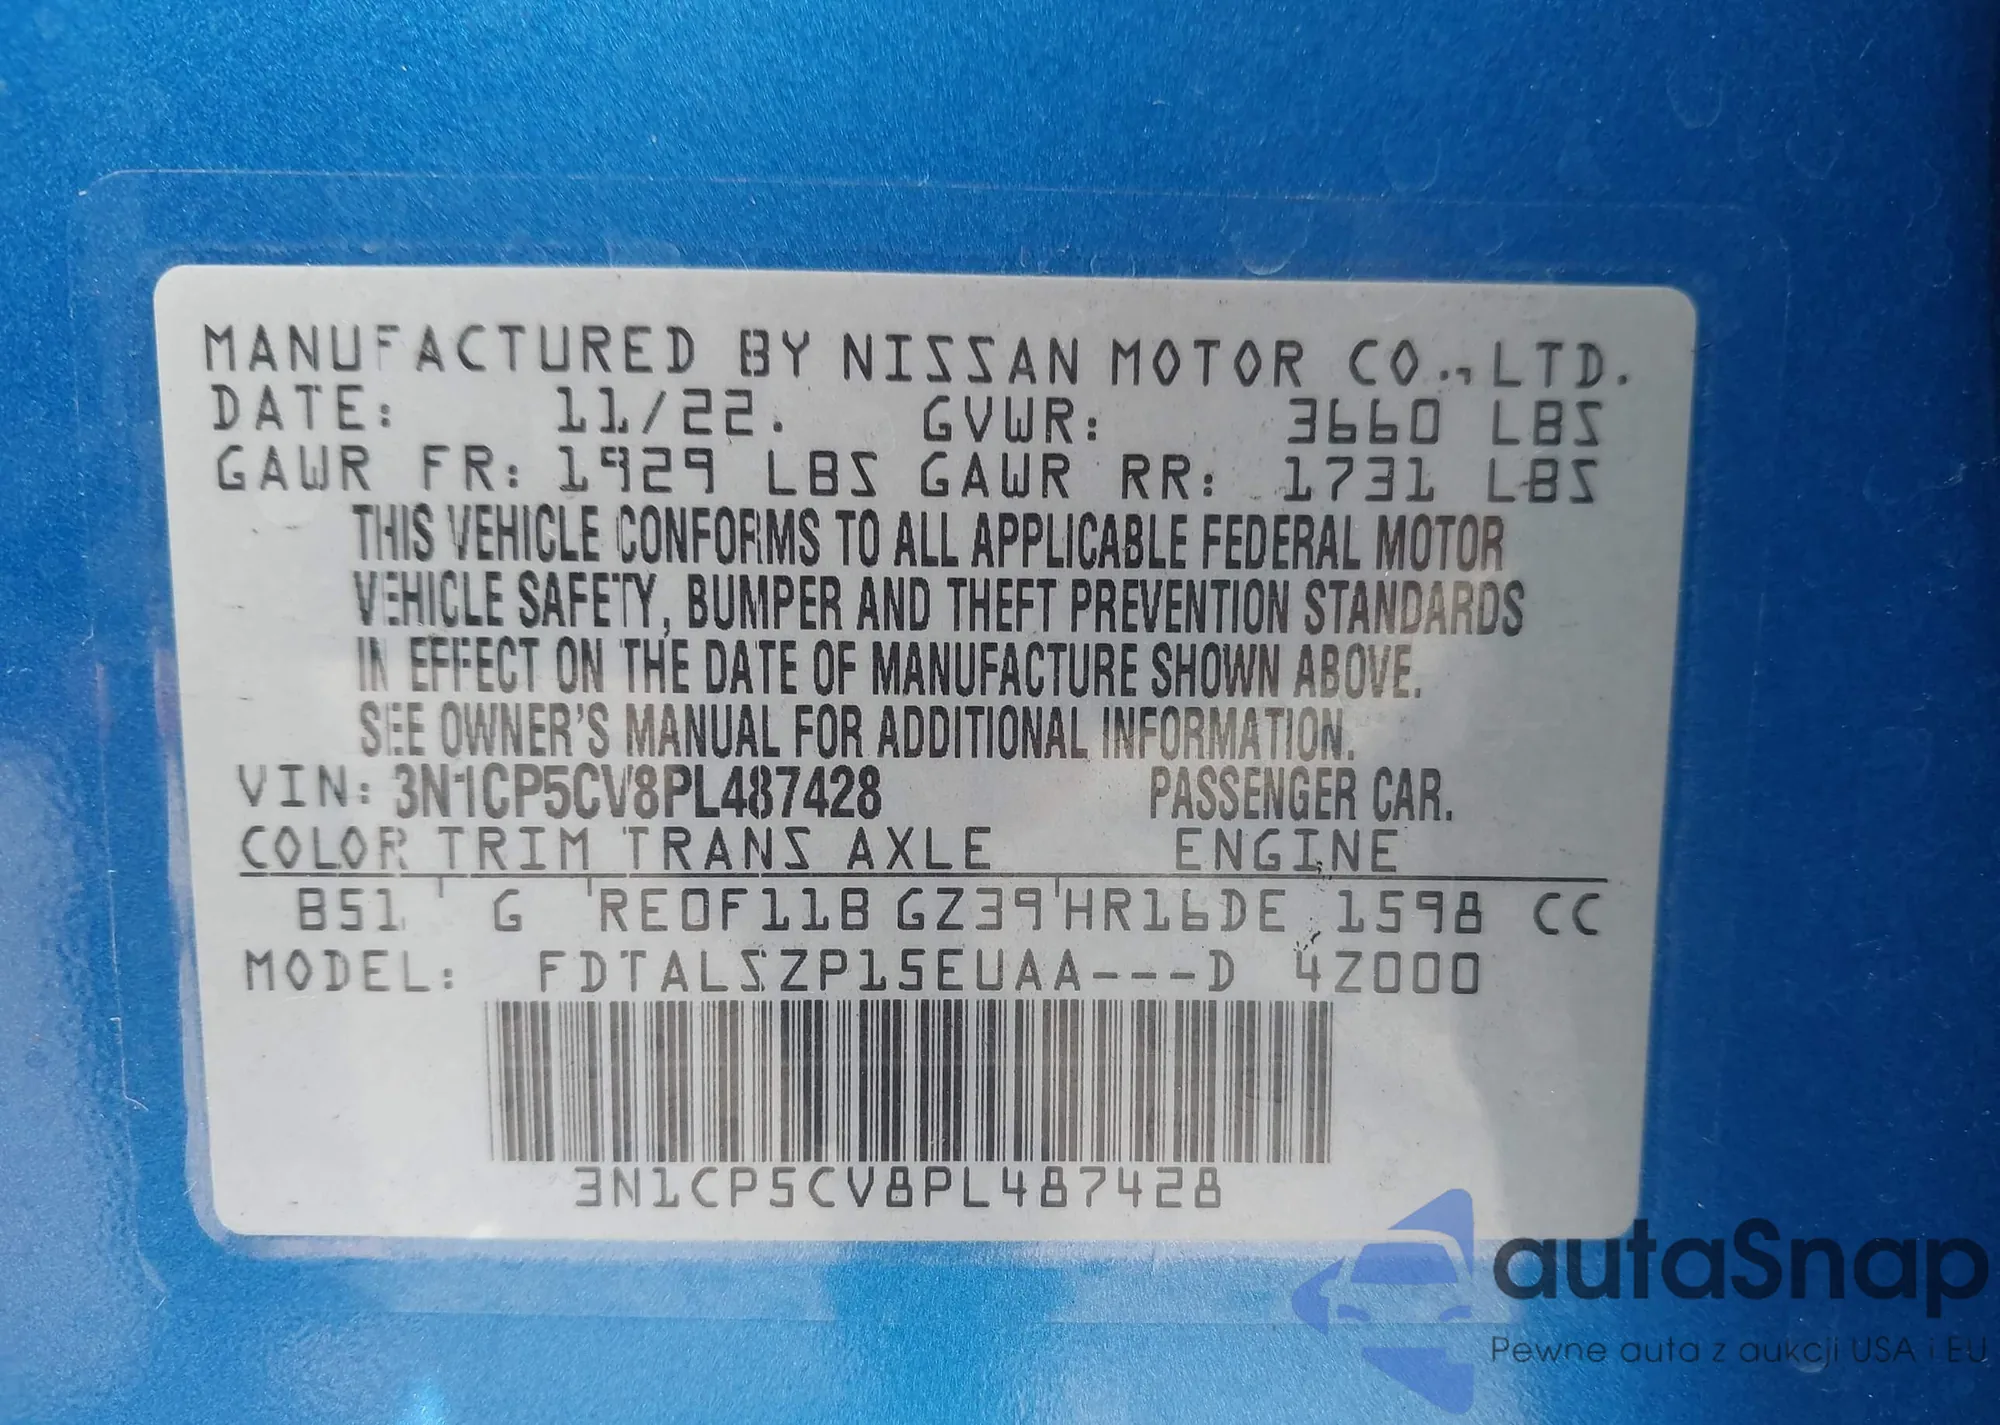 MANUFACTURED BY NISSAN MOTOR CO., LTD.
DATE: 11/22. GVWR: 3660 LBS
GAWR FR: 1929 LBS GAWR RR: 1731 LBS
THIS VEHICLE CONFORMS TO ALL APPLICABLE FEDERAL MOTOR
VEHICLE SAFETY, BUMPER AND THEFT PREVENTION STANDARDS
IN EFFECT ON THE DATE OF MANUFACTURE SHOWN ABOVE.
SEE OWNER'S MANUAL FOR ADDITIONAL INFORMATION.
VIN: 3N1CP5CV8PL487428 PASSENGER CAR.
COLOR TRIM TRANS AXLE ENGINE
B51 G RE0F11B GZ39 HR16DE 1598 CC
MODEL: FDTALSZP15EUAA---D 4Z000
3N1CP5CV8PL487428
autaSnap
Pewne auta z aukcji USA i EU